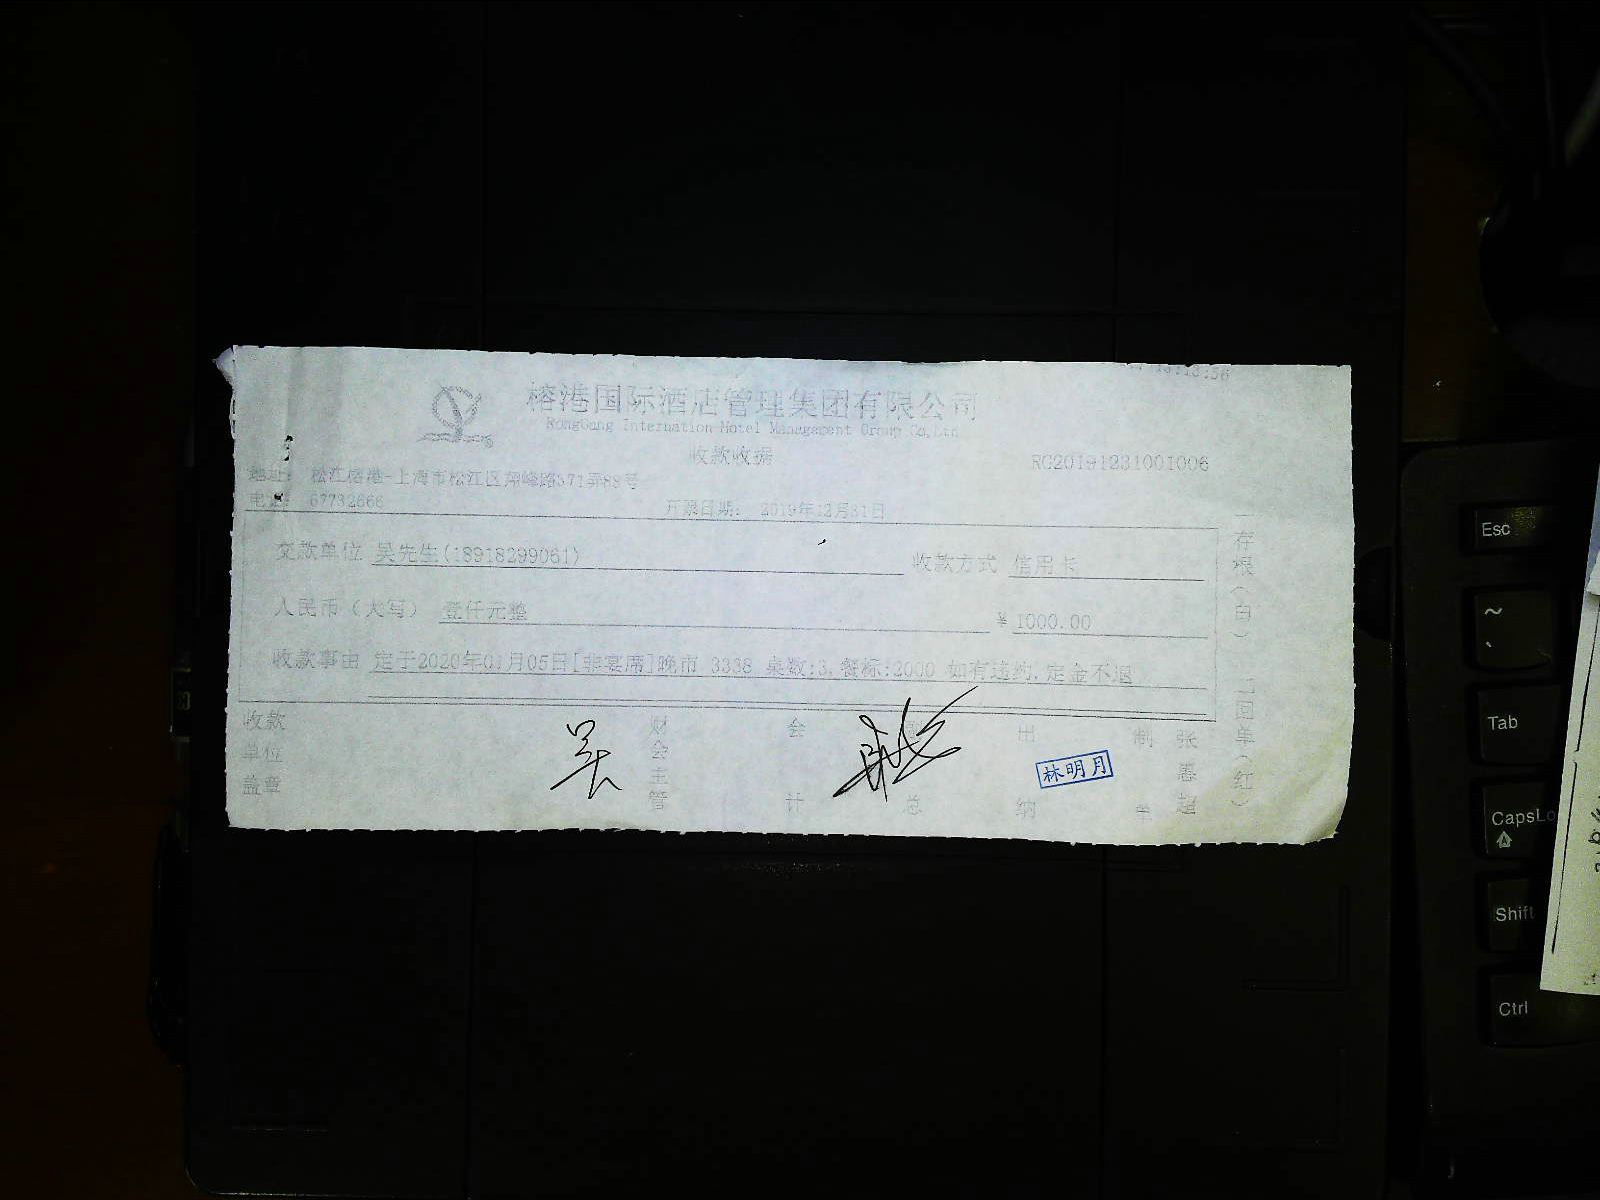 榕港国际酒店管理集团有限公司
RongGang Internation Hotel Management Group Co,Ltd
收款收据
RC20191231001006
地址: 松江榕港-上海市松江区翔峰路371弄88号
电话: 67732666
开票日期: 2019年12月31日
交款单位 吴先生(18918299061)
收款方式 信用卡
人民币（大写） 壹仟元整
¥ 1000.00
收款事由 定于2020年01月05日[非宴席]晚市 3338 桌数:3,餐标:2000 如有违约,定金不退
收款单位盖章
吴
财会主管
会计
出纳
林明月
制单
一存根(白)
二回单(红)
Esc
~
Tab
CapsLo
Shift
Ctrl